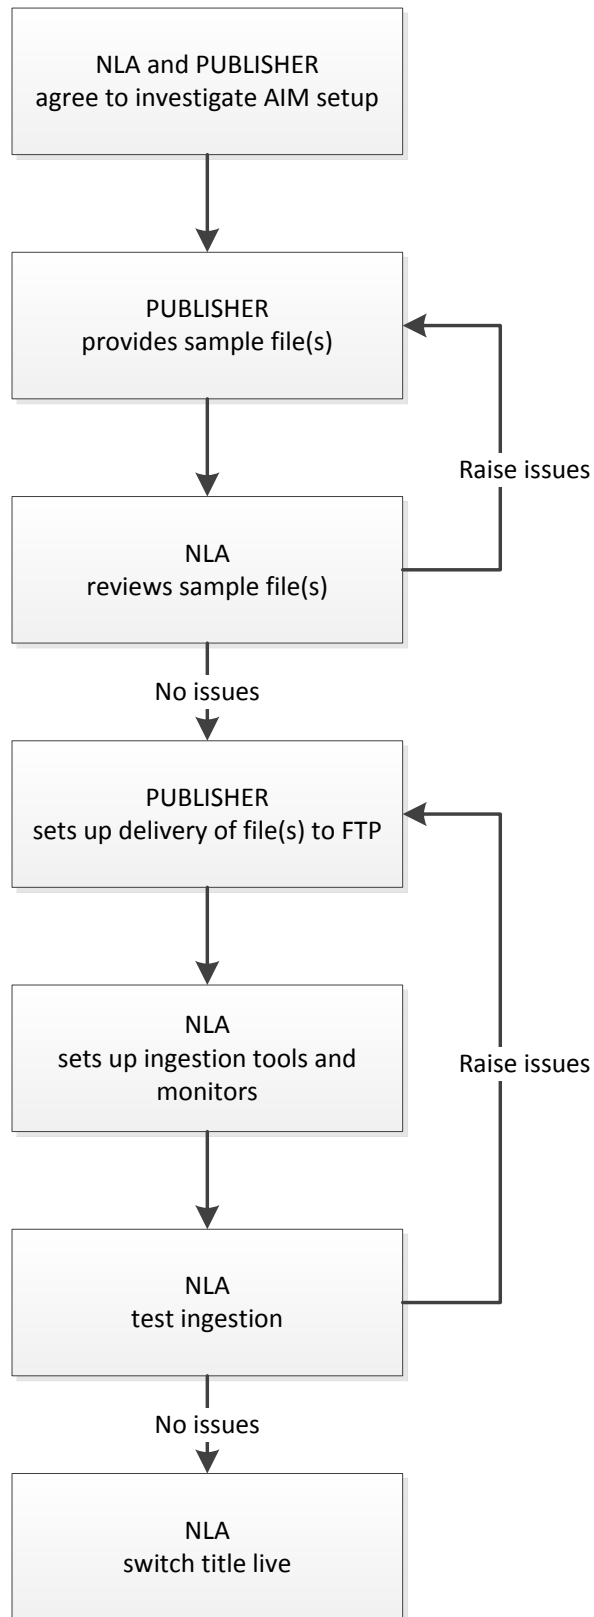 NLA and PUBLISHER
agree to investigate AIM setup
PUBLISHER
provides sample file(s)
Raise issues
NLA
reviews sample file(s)
No issues
PUBLISHER
sets up delivery of file(s) to FTP
NLA
sets up ingestion tools and
monitors
Raise issues
NLA
test ingestion
No issues
NLA
switch title live